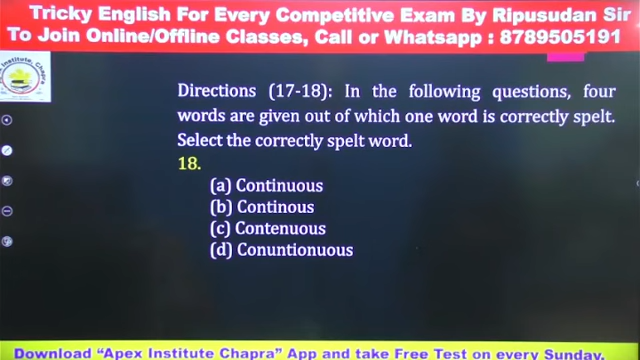 Tricky English For Every Competitive Exam By Ripusudan Sir
To Join Online/Offline Classes, Call or Whatsapp : 8789505191
Institute, Chapra
Directions (17-18): In the following questions, four
words are given out of which one word is correctly spelt.
Select the correctly spelt word.
18.
(a) Continuous
(b) Continous
(c) Contenuous
(d) Conuntionuous
Download “Apex Institute Chapra” App and take Free Test on every Sunday.